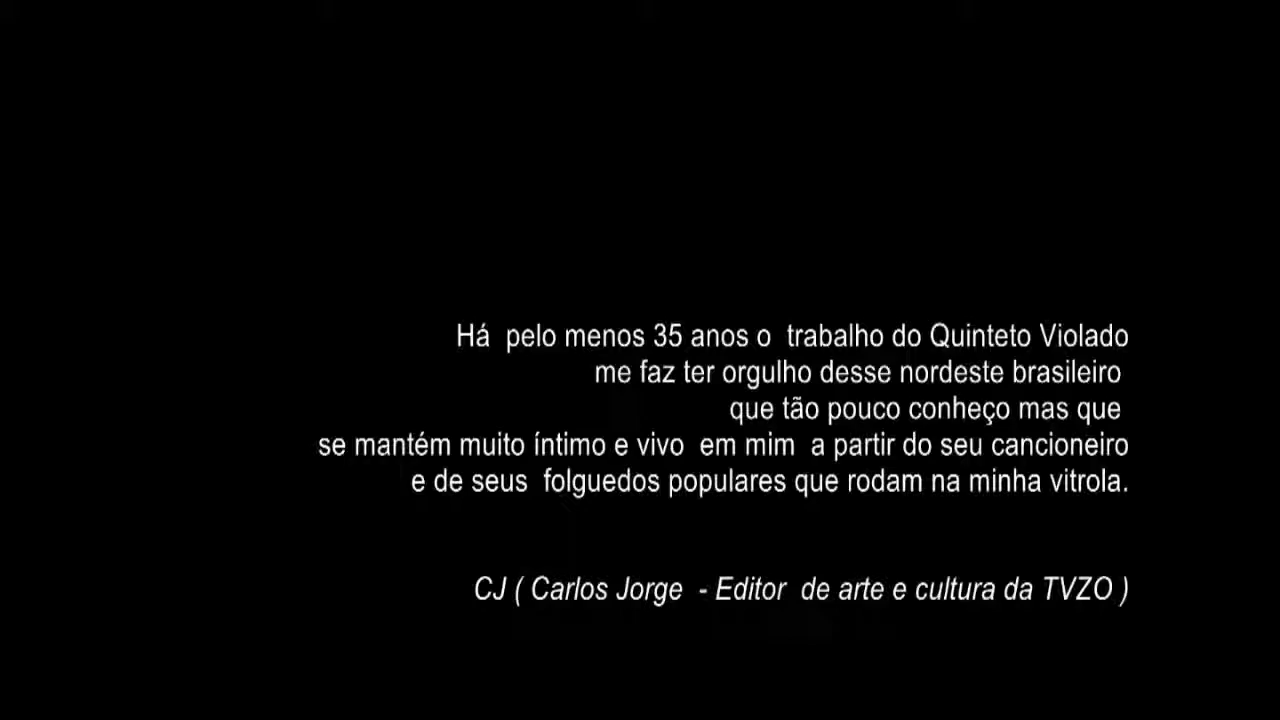 Há pelo menos 35 anos o trabalho do Quinteto Violado
me faz ter orgulho desse nordeste brasileiro
que tão pouco conheço mas que
se mantém muito íntimo e vivo em mim a partir do seu cancioneiro
e de seus folguedos populares que rodam na minha vitrola.
CJ ( Carlos Jorge - Editor de arte e cultura da TVZO )